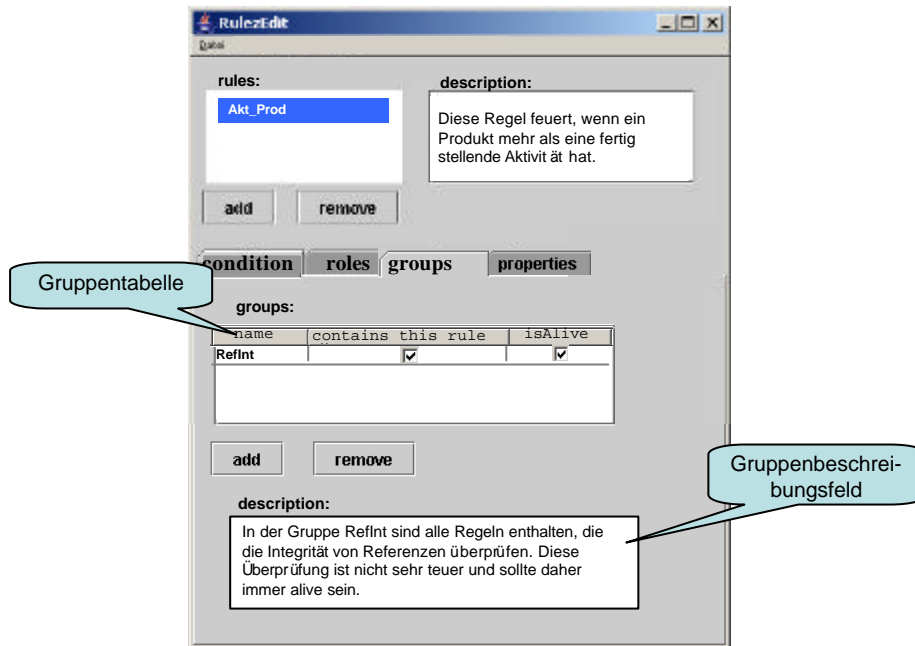 RulezEdit
Datei
rules:
description:
Akt_Prod
Diese Regel feuert, wenn ein
Produkt mehr als eine fertig
stellende Aktivit ät hat.
add
remove
condition
roles
groups
properties
Gruppentabelle
groups:
name
contains this rule
isAlive
RefInt
add
remove
Gruppenbeschrei-
bungsfeld
description:
In der Gruppe RefInt sind alle Regeln enthalten, die
die Integrität von Referenzen überprüfen. Diese
Überprüfung ist nicht sehr teuer und sollte daher
immer alive sein.